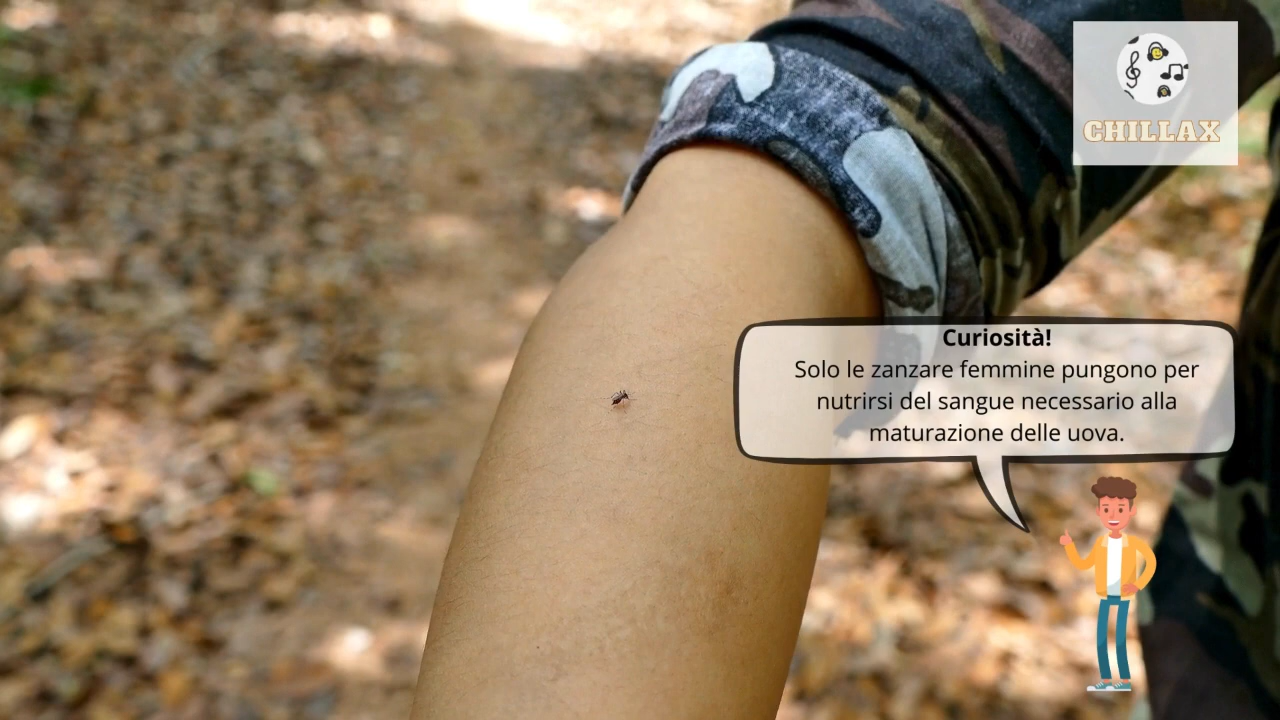 CHILLAX
Curiosità!
Solo le zanzare femmine pungono per
nutrirsi del sangue necessario alla
maturazione delle uova.